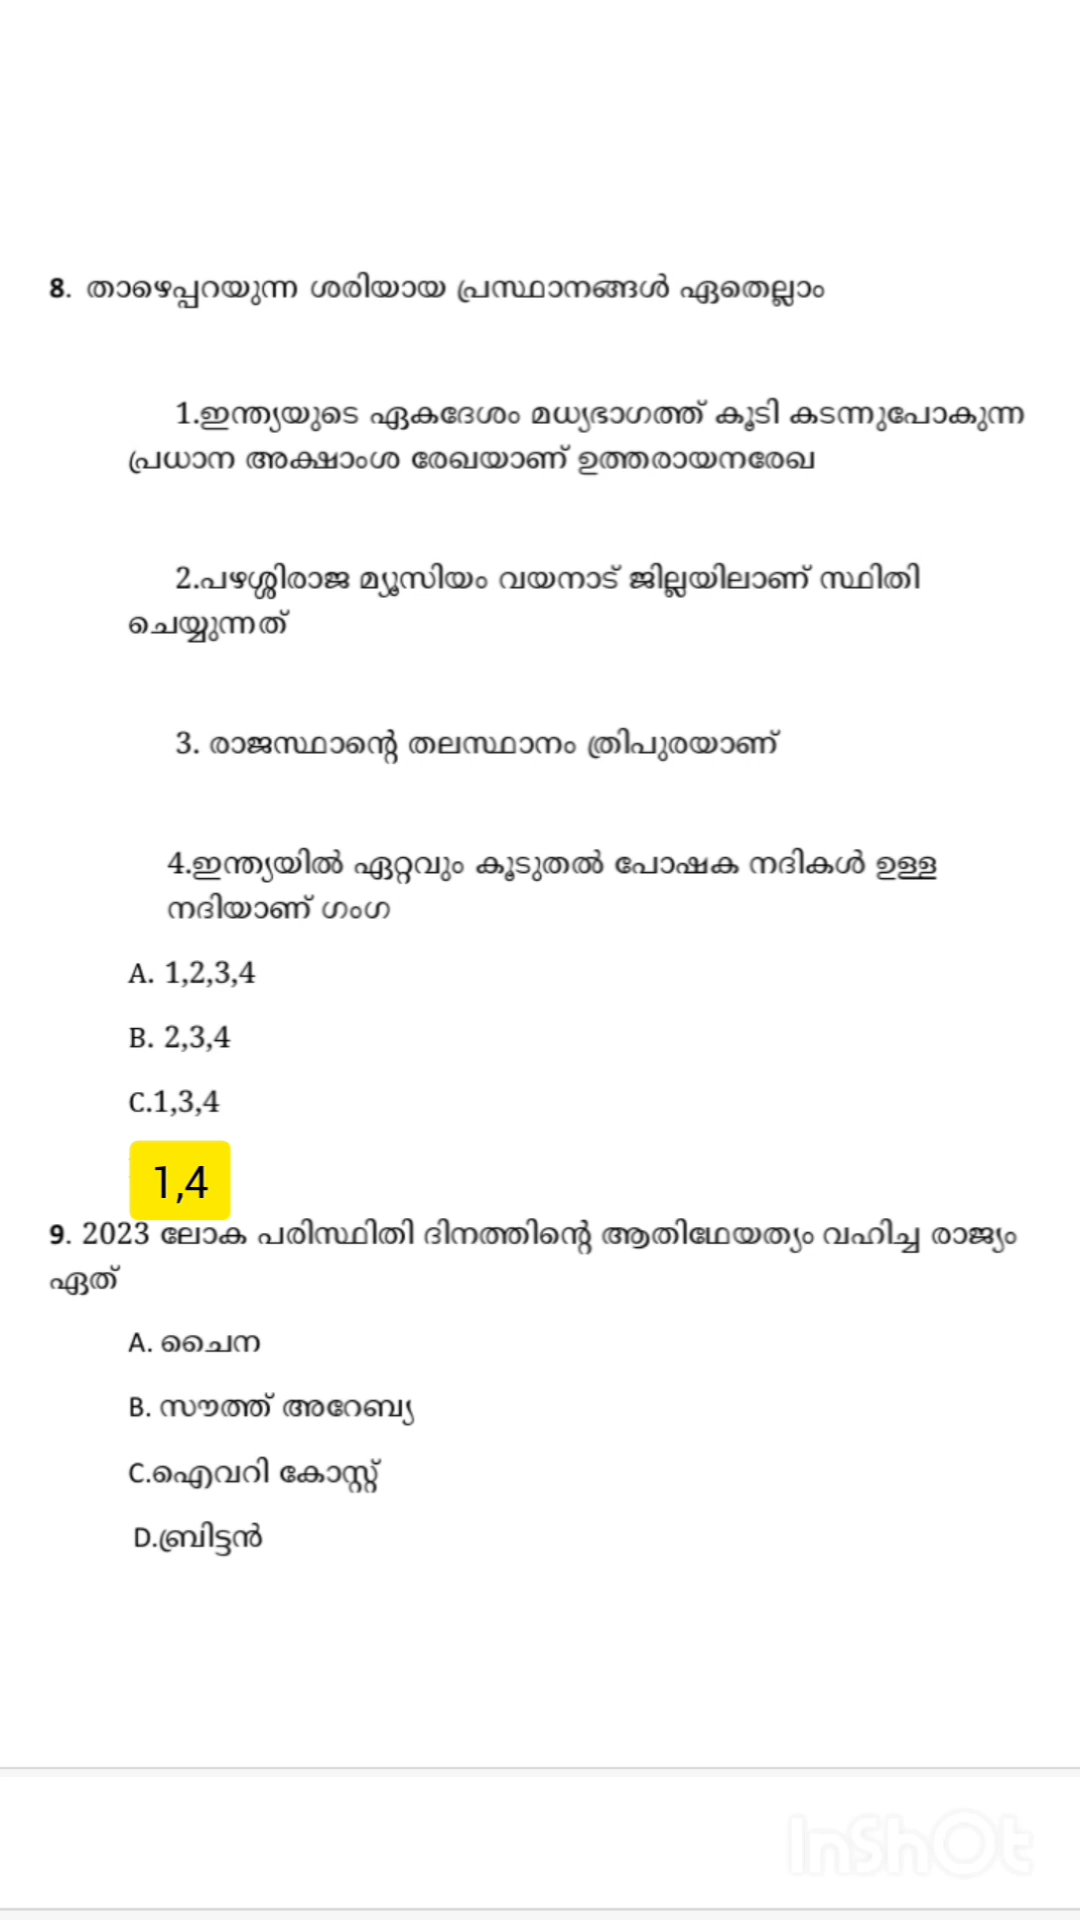 8. താഴെപ്പറയുന്ന ശരിയായ പ്രസ്ഥാനങ്ങൾ ഏതെല്ലാം
1.ഇന്ത്യയുടെ ഏകദേശം മധ്യഭാഗത്ത് കൂടി കടന്നുപോകുന്ന
പ്രധാന അക്ഷാംശ രേഖയാണ് ഉത്തരായനരേഖ
2.പഴശ്ശിരാജ മ്യൂസിയം വയനാട് ജില്ലയിലാണ് സ്ഥിതി
ചെയ്യുന്നത്
3. രാജസ്ഥാന്റെ തലസ്ഥാനം ത്രിപുരയാണ്
4.ഇന്ത്യയിൽ ഏറ്റവും കൂടുതൽ പോഷക നദികൾ ഉള്ള
നദിയാണ് ഗംഗ
A. 1,2,3,4
B. 2,3,4
C.1,3,4
1,4
9. 2023 ലോക പരിസ്ഥിതി ദിനത്തിന്റെ ആതിഥേയത്യം വഹിച്ച രാജ്യം
ഏത്
A. ചൈന
B. സൗത്ത് അറേബ്യ
C.ഐവറി കോസ്റ്റ്
D.ബ്രിട്ടൻ
InShOt